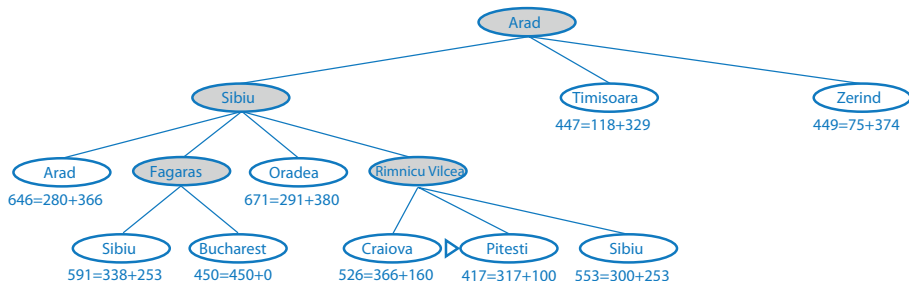 Arad
Sibiu
Timisoara
Zerind
447=118+329
449=75+374
Arad
Fagaras
Oradea
Rimnicu Vilcea
646=280+366
671=291+380
Sibiu
Bucharest
Craiova
Pitesti
Sibiu
591=338+253
450=450+0
526=366+160
417=317+100
553=300+253